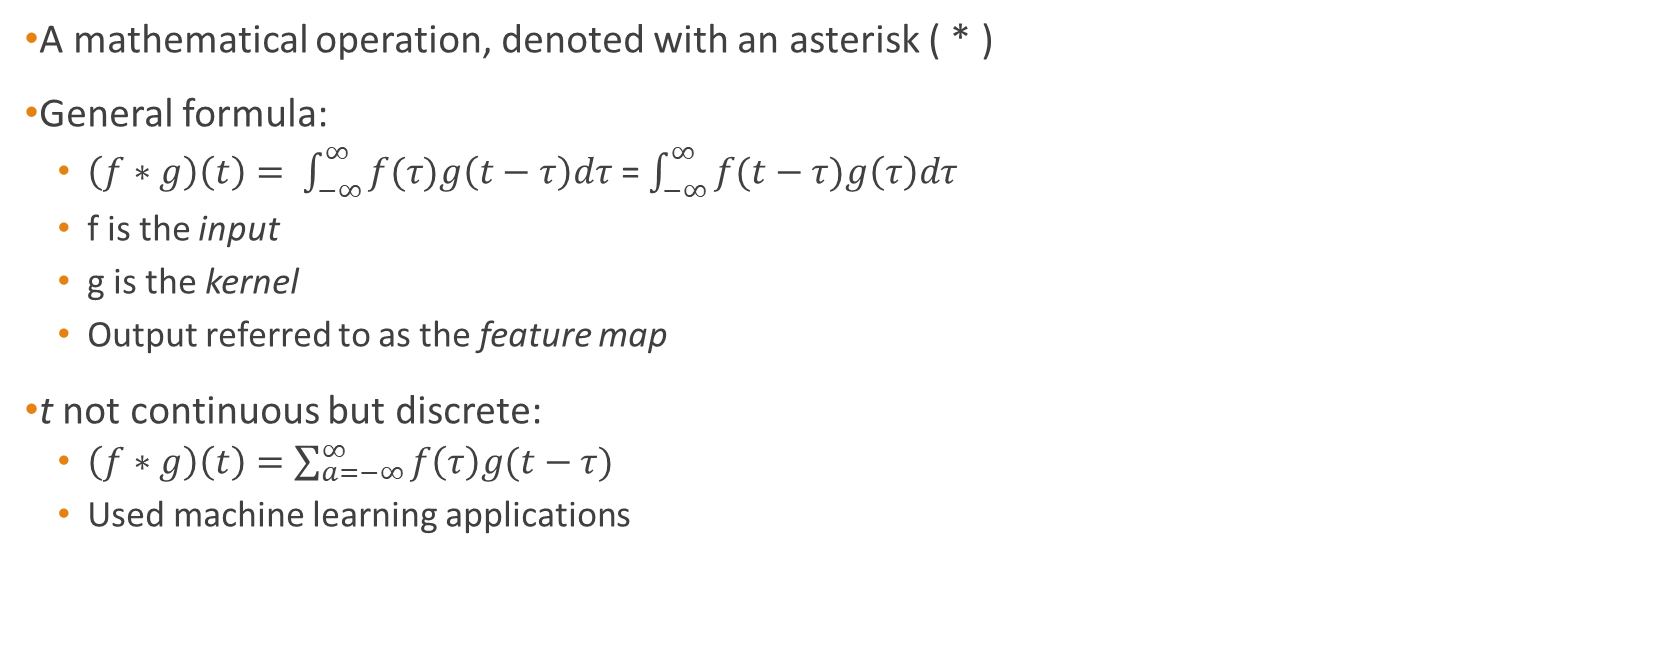 •A mathematical operation, denoted with an asterisk ( * )
•General formula:
• (f ∗ g)(t) = ∫_{−∞}^{∞} f(τ)g(t − τ)dτ = ∫_{−∞}^{∞} f(t − τ)g(τ)dτ
• f is the input
• g is the kernel
• Output referred to as the feature map
•t not continuous but discrete:
• (f ∗ g)(t) = ∑_{a=−∞}^{∞} f(τ)g(t − τ)
• Used machine learning applications